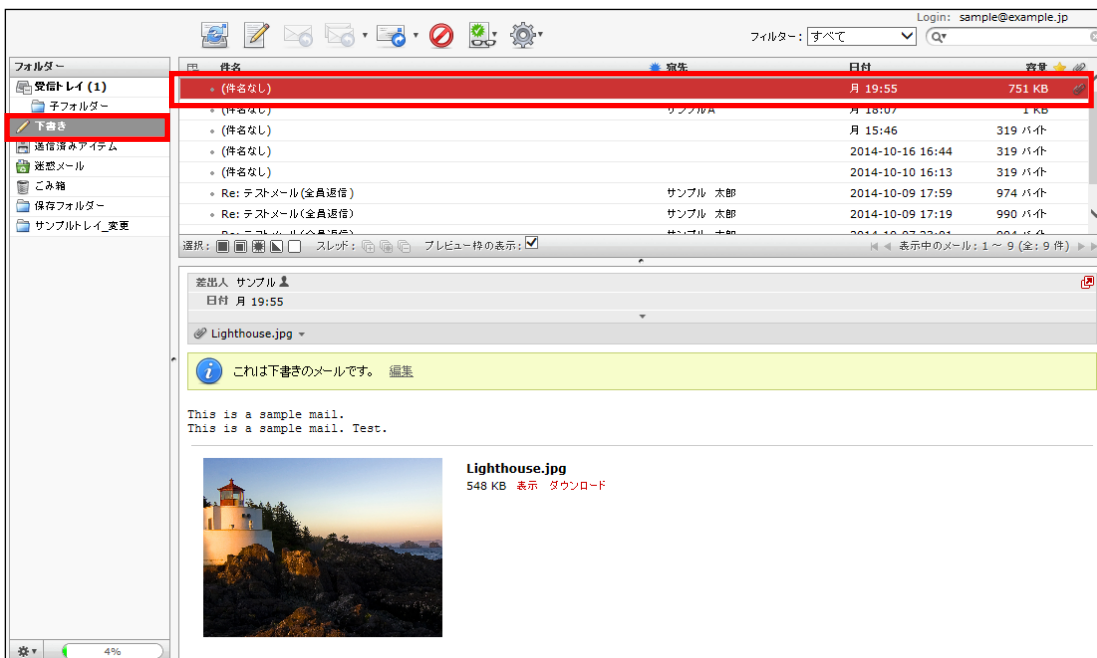 Login: sample@example.jp
フィルター: すべて
フォルダー
受信トレイ (1)
子フォルダー
下書き
送信済みアイテム
迷惑メール
ごみ箱
保存フォルダー
サンプルトレイ_変更
4%
件名 宛先 日付 容量
(件名なし) 月 19:55 751 KB
(件名なし) サンプルA 月 18:07 1 KB
(件名なし) 月 15:46 319 バイト
(件名なし) 2014-10-16 16:44 319 バイト
(件名なし) 2014-10-10 16:13 319 バイト
Re: テストメール(全員返信) サンプル 太郎 2014-10-09 17:59 974 バイト
Re: テストメール(全員返信) サンプル 太郎 2014-10-09 17:19 990 バイト
選択: スレッド: プレビュー枠の表示: 表示中のメール: 1 ～ 9 (全: 9 件)
差出人 サンプル
日付 月 19:55
Lighthouse.jpg
これは下書きのメールです。 編集
This is a sample mail.
This is a sample mail. Test.
Lighthouse.jpg
548 KB 表示 ダウンロード